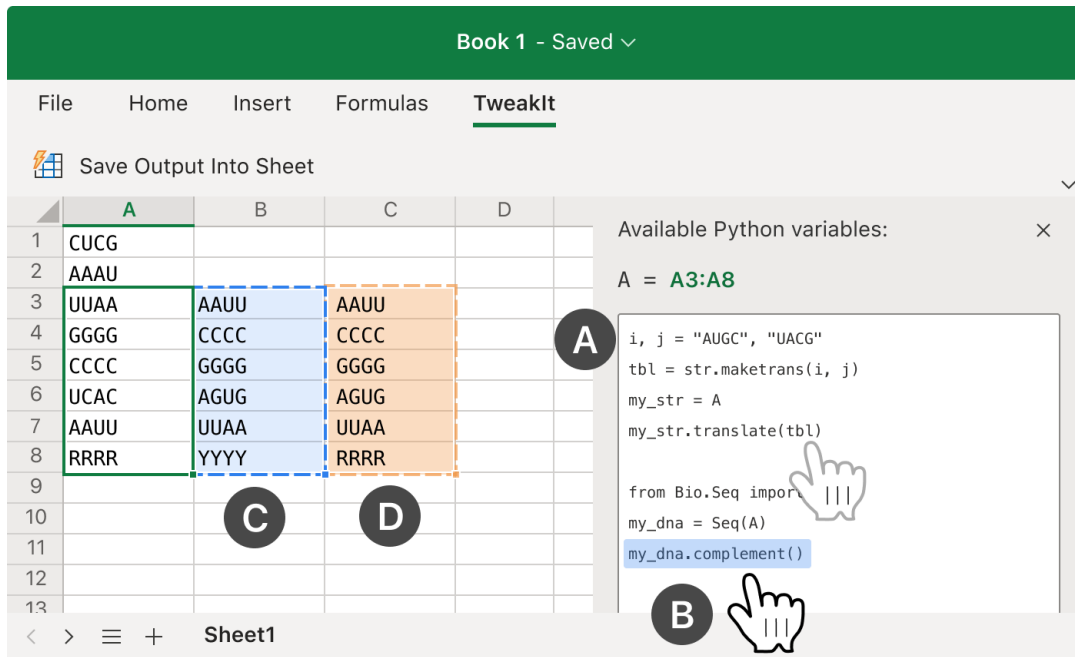 Book 1 - Saved
File Home Insert Formulas TweakIt
Save Output Into Sheet
A B C D
Available Python variables:
A = A3:A8
1 CUCG
2 AAAU
3 UUAA AAUU AAUU
4 GGGG CCCC CCCC
5 CCCC GGGG GGGG
6 UCAC AGUG AGUG
7 AAUU UUAA UUAA
8 RRRR YYYY RRRR
9
10
11
12
13
C D
A
i, j = "AUGC", "UACG"
tbl = str.maketrans(i, j)
my_str = A
my_str.translate(tbl)
from Bio.Seq impor
my_dna = Seq(A)
my_dna.complement()
B
Sheet1